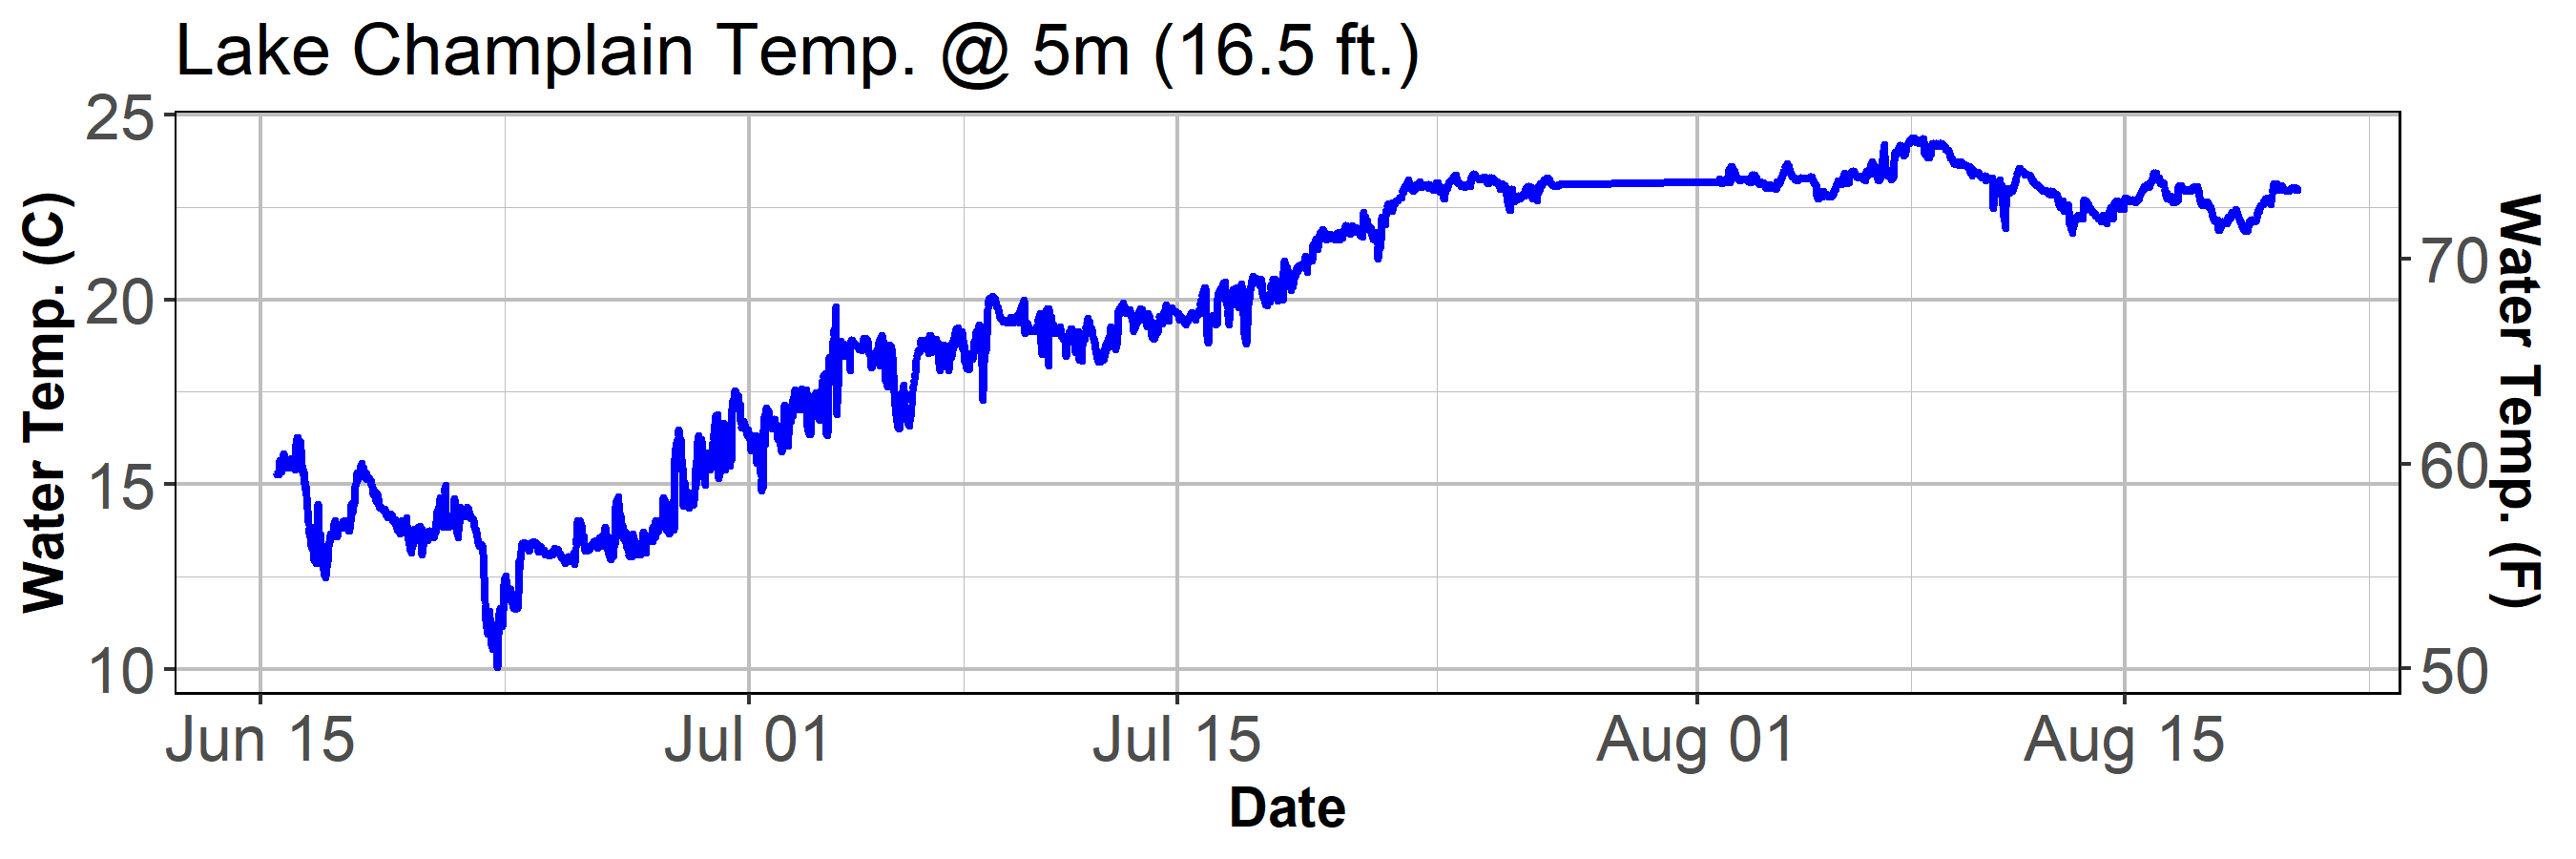 Lake Champlain Temp. @ 5m (16.5 ft.)
Water Temp. (C)
25
20
15
10
70
60
50
Water Temp. (F)
Jun 15
Jul 01
Jul 15
Aug 01
Aug 15
Date